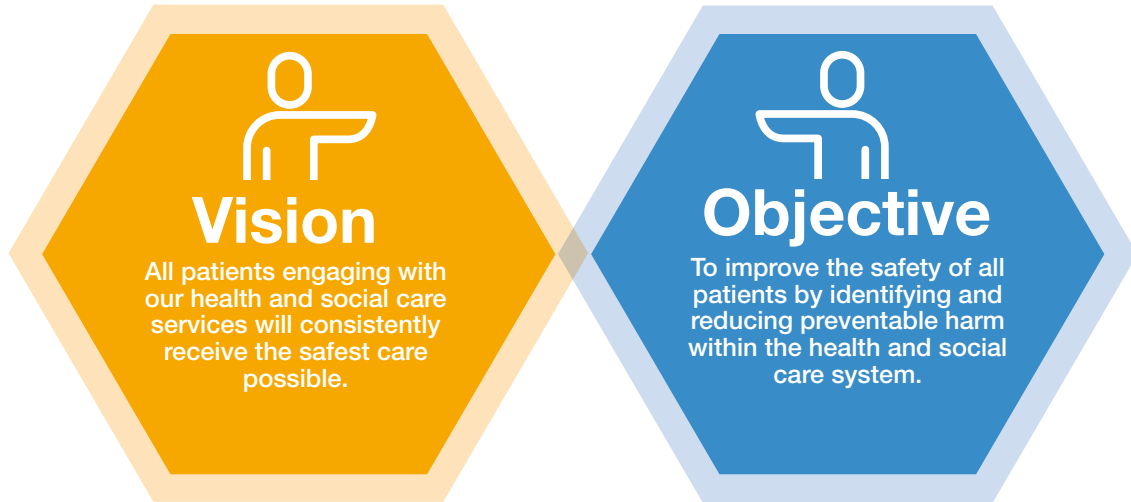 Vision
All patients engaging with
our health and social care
services will consistently
receive the safest care
possible.
Objective
To improve the safety of all
patients by identifying and
reducing preventable harm
within the health and social
care system.